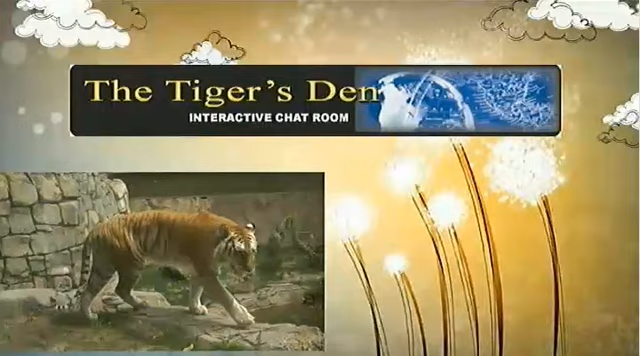 The Tiger's Den
INTERACTIVE CHAT ROOM